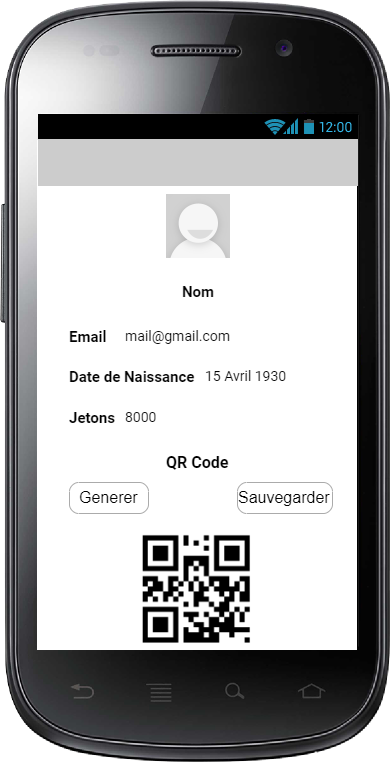 12:00
Nom
Email mail@gmail.com
Date de Naissance 15 Avril 1930
Jetons 8000
QR Code
Generer Sauvegarder